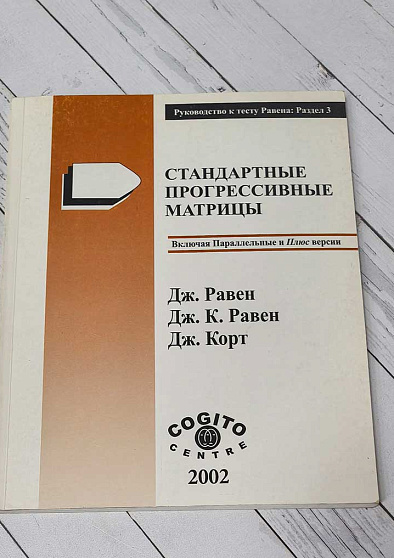 Руководство к тесту Равена: Раздел 3
СТАНДАРТНЫЕ
ПРОГРЕССИВНЫЕ
МАТРИЦЫ
Включая Параллельные и Плюс версии
Дж. Равен
Дж. К. Равен
Дж. Корт
COGITO
CENTRE
2002